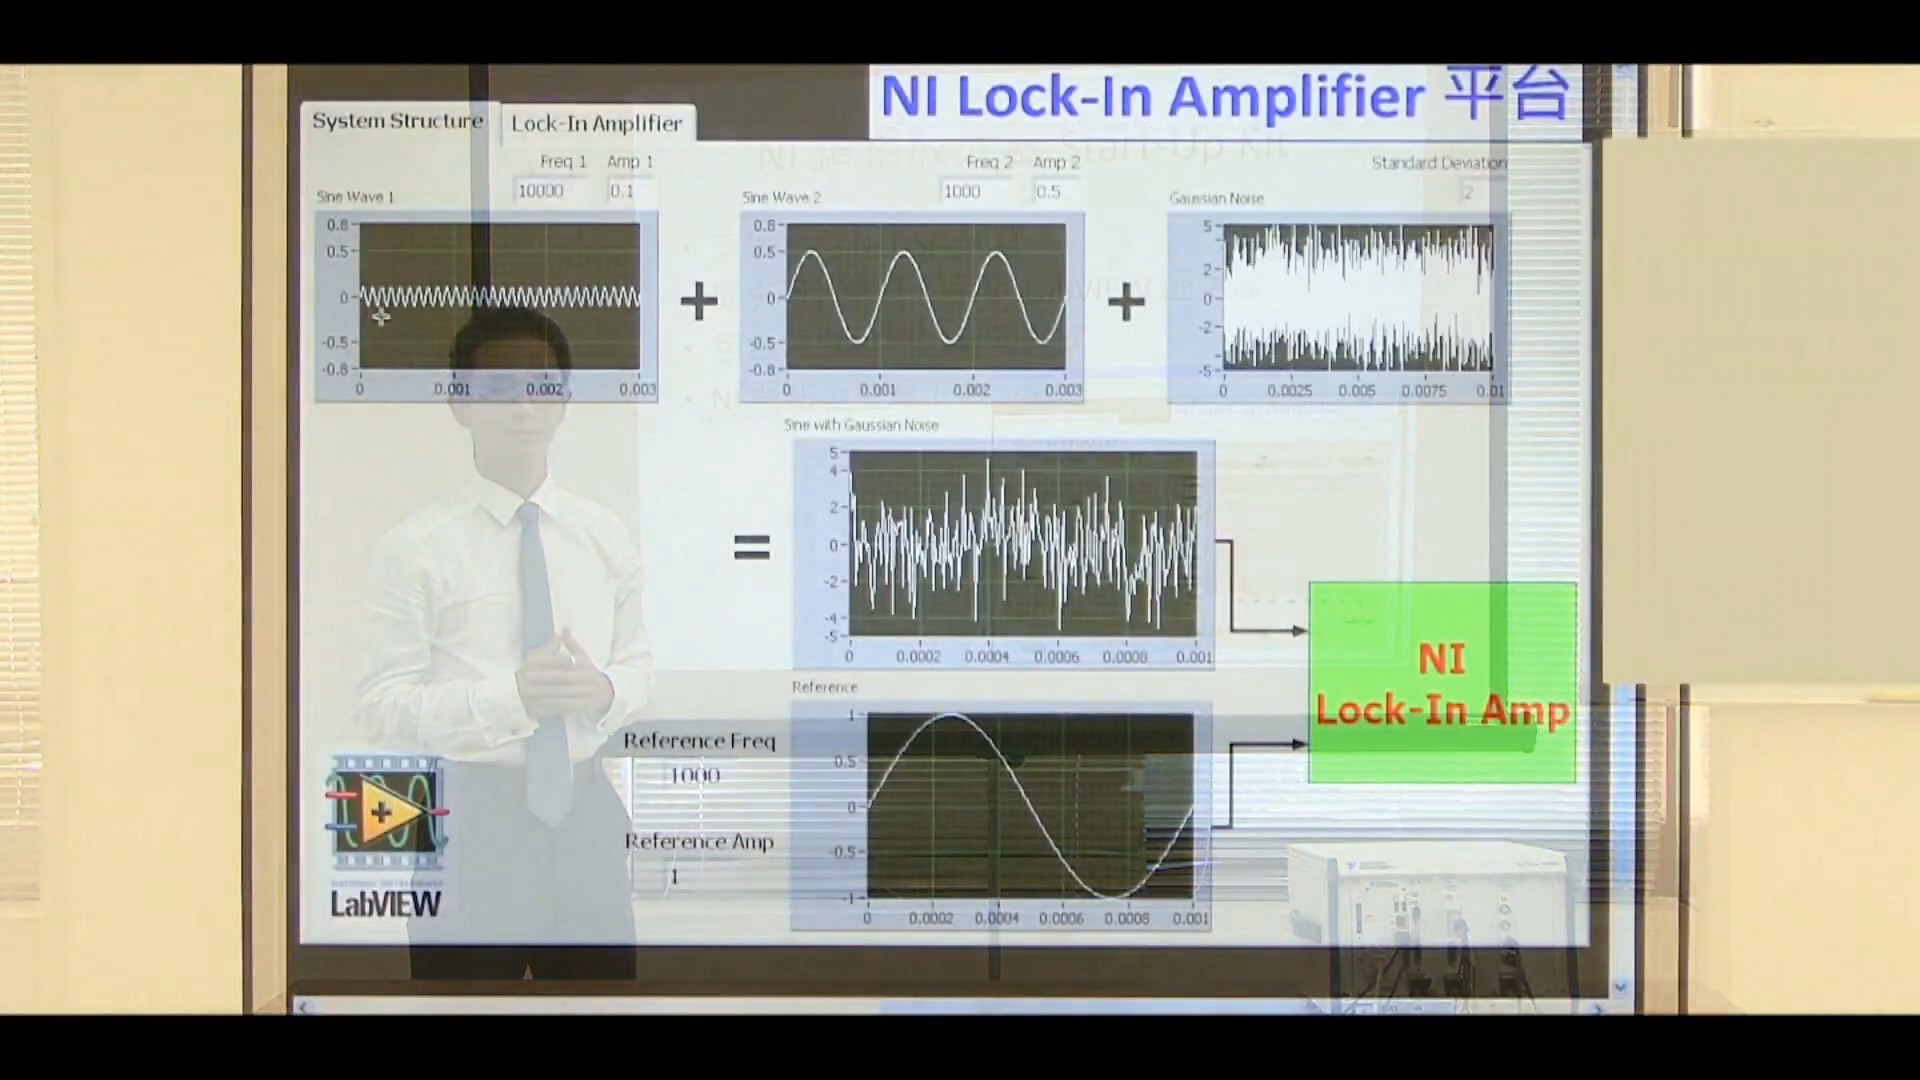 NI Lock-In Amplifier 平台
System Structure
Lock-In Amplifier
Start-Up Kit
Freq 1 Amp 1
10000 0.1
Sine Wave 1
0.8
0.5
0
-0.5
-0.8
0 0.001 0.002 0.003
+
Freq 2 Amp 2
1000 0.5
Sine Wave 2
0.8
0.5
0
-0.5
-0.8
0 0.001 0.002 0.003
+
Standard Deviation
2
Gaussian Noise
5
2
0
-2
-5
0 0.0025 0.005 0.0075 0.01
=
Sine with Gaussian Noise
5
4
2
0
-2
-4
-5
0 0.0002 0.0004 0.0006 0.0008 0.001
Reference
1
0.5
0
-0.5
-1
0 0.0002 0.0004 0.0006 0.0008 0.001
Reference Freq
1000
Reference Amp
1
NI
Lock-In Amp
LabVIEW